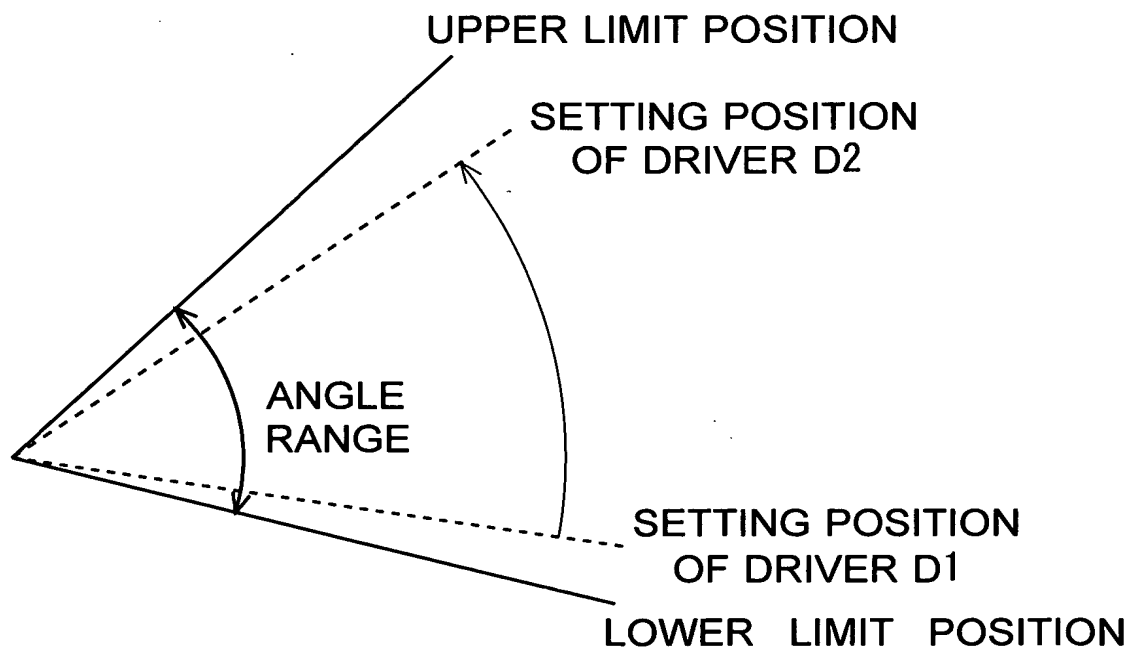 UPPER LIMIT POSITION
SETTING POSITION
OF DRIVER D2
ANGLE
RANGE
SETTING POSITION
OF DRIVER D1
LOWER LIMIT POSITION